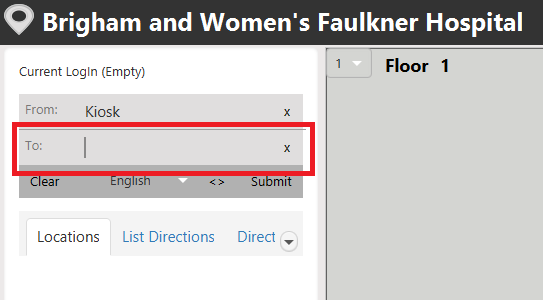 Brigham and Women's Faulkner Hospital
Current LogIn (Empty)
From: Kiosk x
To: x
Clear English <> Submit
Locations List Directions Direct
1 Floor 1